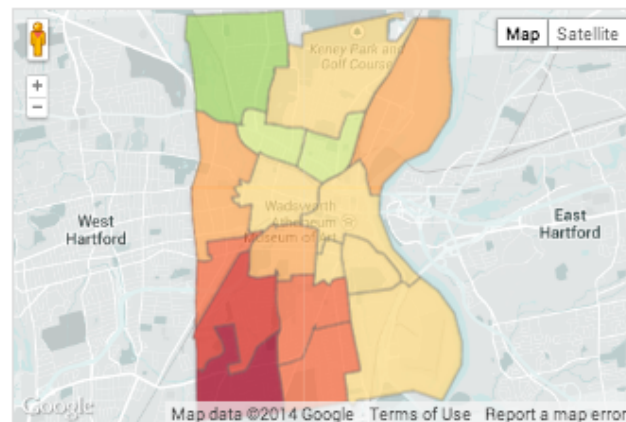 Map Satellite
Keney Park and
Golf Course
+
−
Wadsworth
Atheneum
Museum of Art
West
Hartford
East
Hartford
Google
Map data ©2014 Google Terms of Use Report a map error